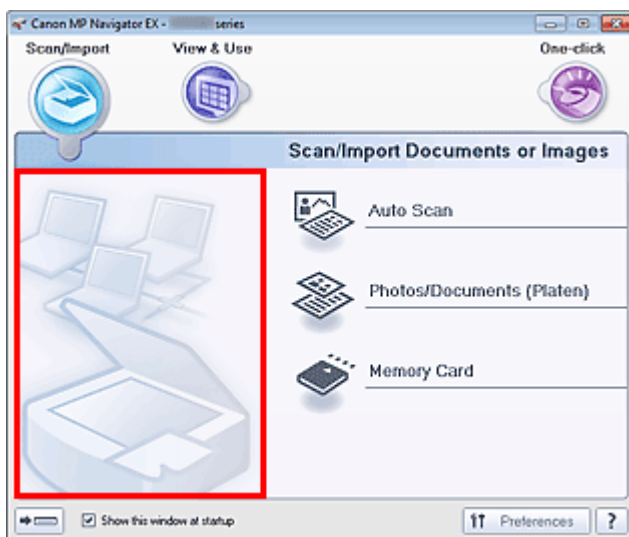 Canon MP Navigator EX - series
Scan/Import View & Use One-click
Scan/Import Documents or Images
Auto Scan
Photos/Documents (Platen)
Memory Card
Show this window at startup Preferences ?